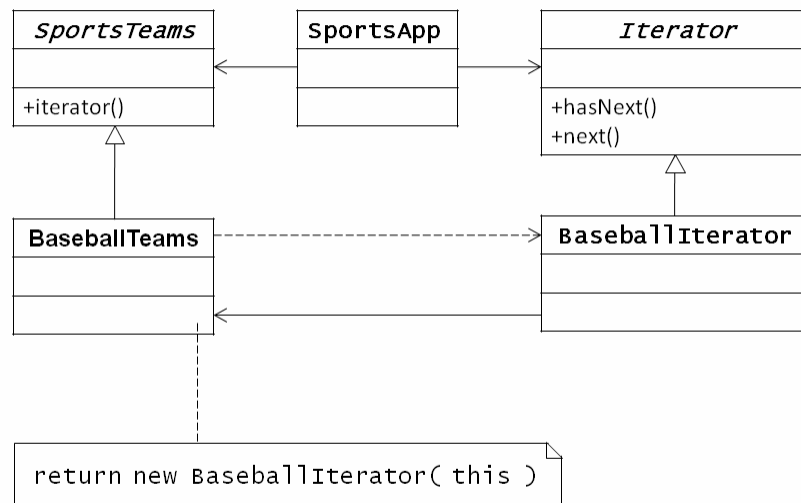 SportsTeams
SportsApp
Iterator
+iterator()
+hasNext()
+next()
BaseballTeams
BaseballIterator
return new BaseballIterator( this )